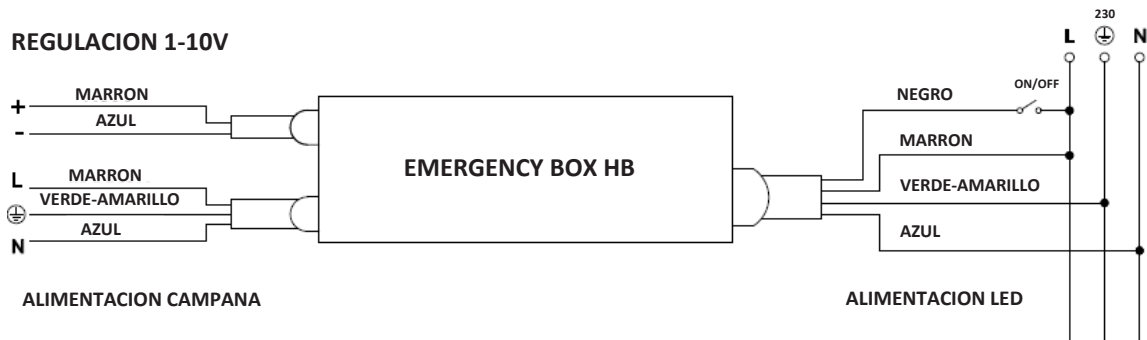 REGULACION 1-10V
+ MARRON
- AZUL
L MARRON
VERDE-AMARILLO
N AZUL
ALIMENTACION CAMPANA
EMERGENCY BOX HB
230
L N
NEGRO ON/OFF
MARRON
VERDE-AMARILLO
AZUL
ALIMENTACION LED